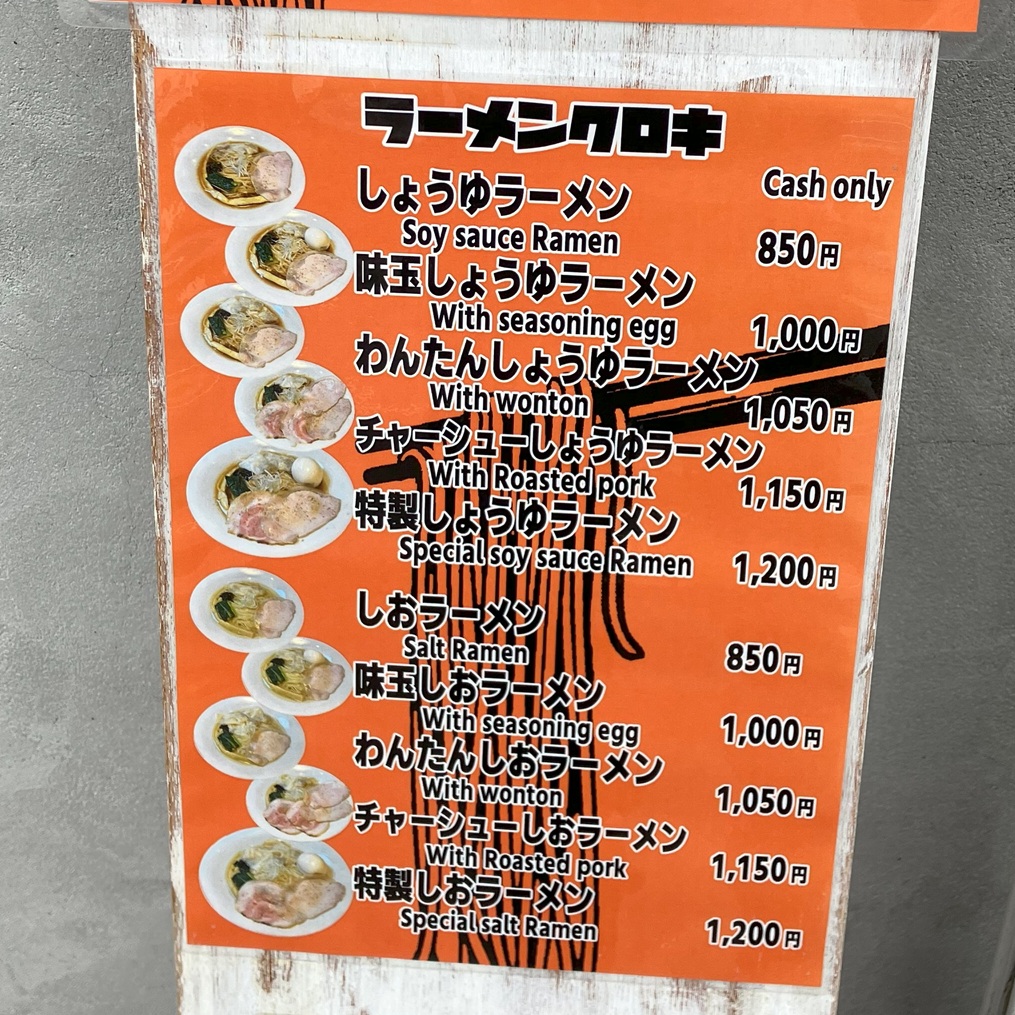 ラーメンクロキ
Cash only
しょうゆラーメン
Soy sauce Ramen 850円
味玉しょうゆラーメン
With seasoning egg 1,000円
わんたんしょうゆラーメン
With wonton 1,050円
チャーシューしょうゆラーメン
With Roasted pork 1,150円
特製しょうゆラーメン
Special soy sauce Ramen 1,200円
しおラーメン
Salt Ramen 850円
味玉しおラーメン
With seasoning egg 1,000円
わんたんしおラーメン
With wonton 1,050円
チャーシューしおラーメン
With Roasted pork 1,150円
特製しおラーメン
Special salt Ramen 1,200円